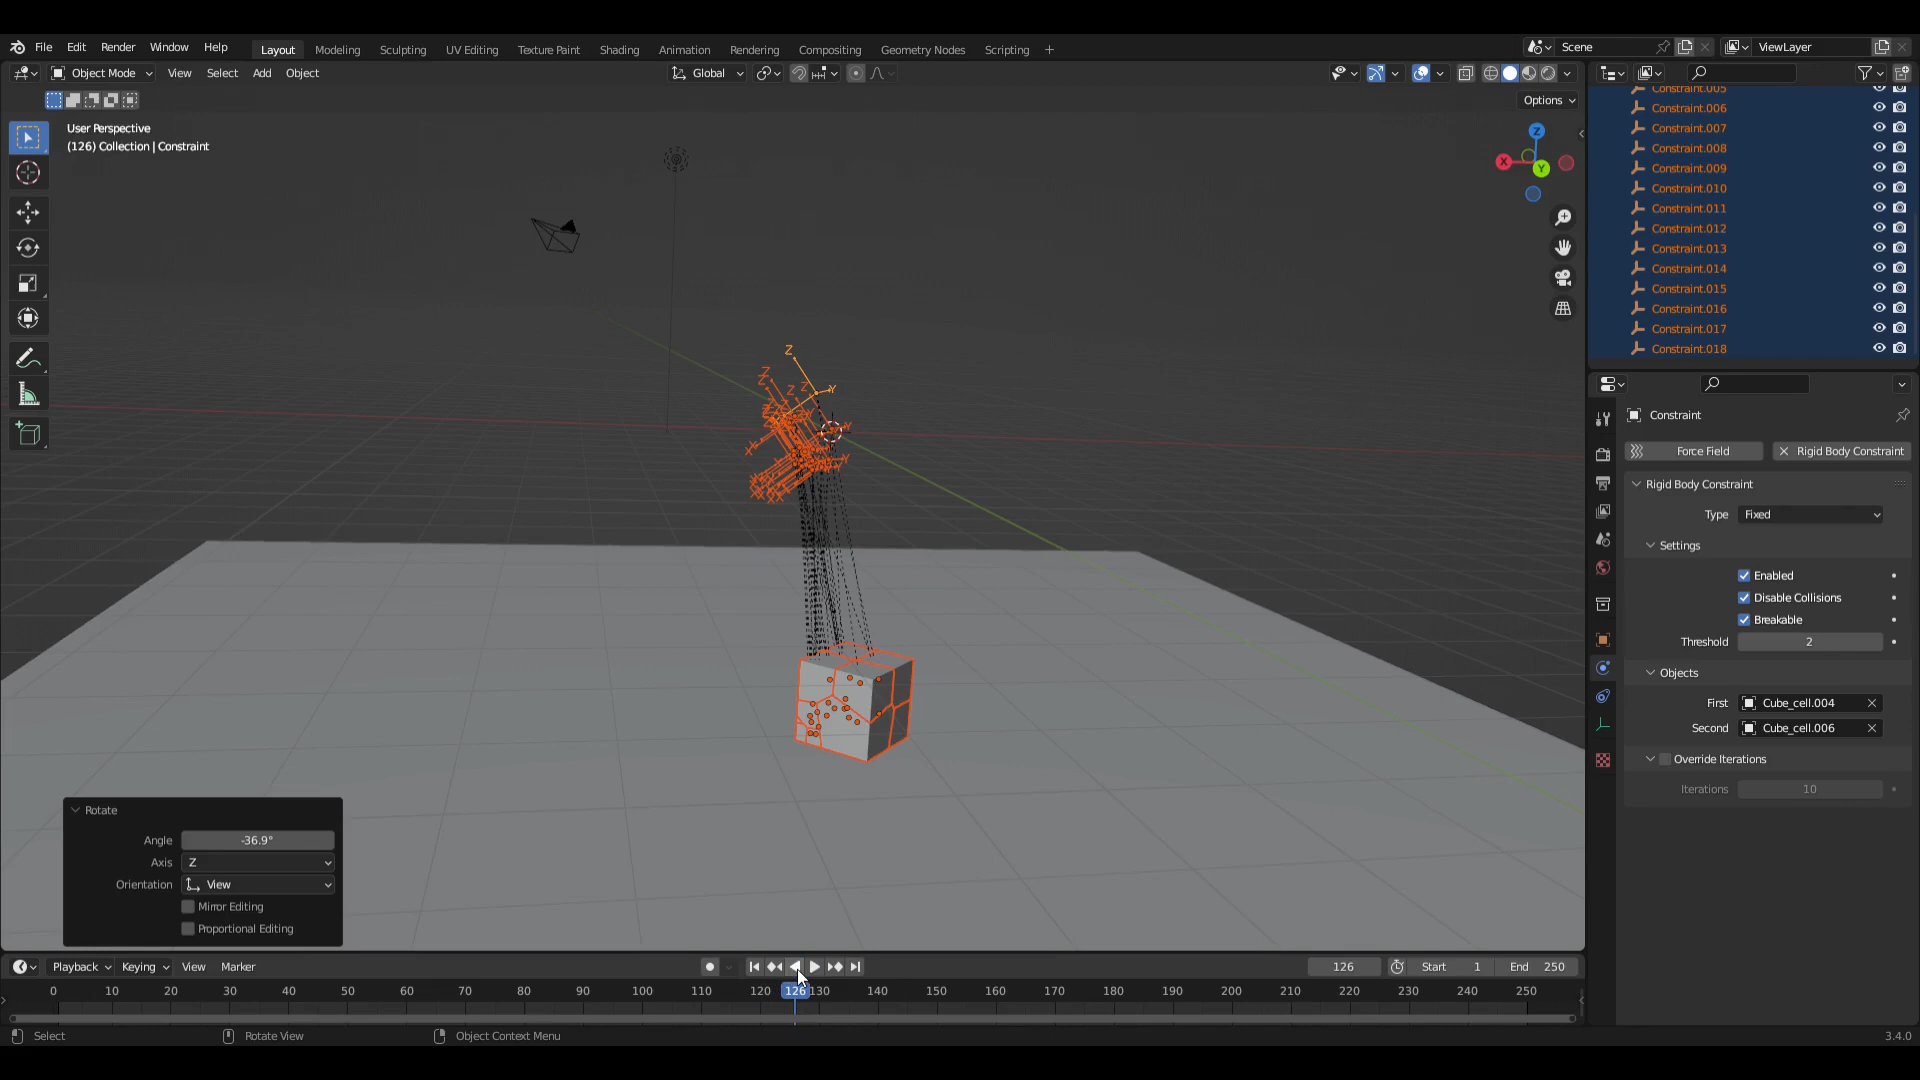 File Edit Render Window Help Layout Modeling Sculpting UV Editing Texture Paint Shading Animation Rendering Compositing Geometry Nodes Scripting + Scene ViewLayer
Object Mode View Select Add Object Global
Options
User Perspective
(126) Collection | Constraint
Constraint.005
Constraint.006
Constraint.007
Constraint.008
Constraint.009
Constraint.010
Constraint.011
Constraint.012
Constraint.013
Constraint.014
Constraint.015
Constraint.016
Constraint.017
Constraint.018
Z
X
Y
Constraint
Force Field Rigid Body Constraint
Rigid Body Constraint
Type Fixed
Settings
Enabled
Disable Collisions
Breakable
Threshold 2
Objects
First Cube_cell.004
Second Cube_cell.006
Override Iterations
Iterations 10
Rotate
Angle -36.9°
Axis Z
Orientation View
Mirror Editing
Proportional Editing
Playback Keying View Marker 126 Start 1 End 250
0 10 20 30 40 50 60 70 80 90 100 110 120 126 130 140 150 160 170 180 190 200 210 220 230 240 250
Select Rotate View Object Context Menu 3.4.0